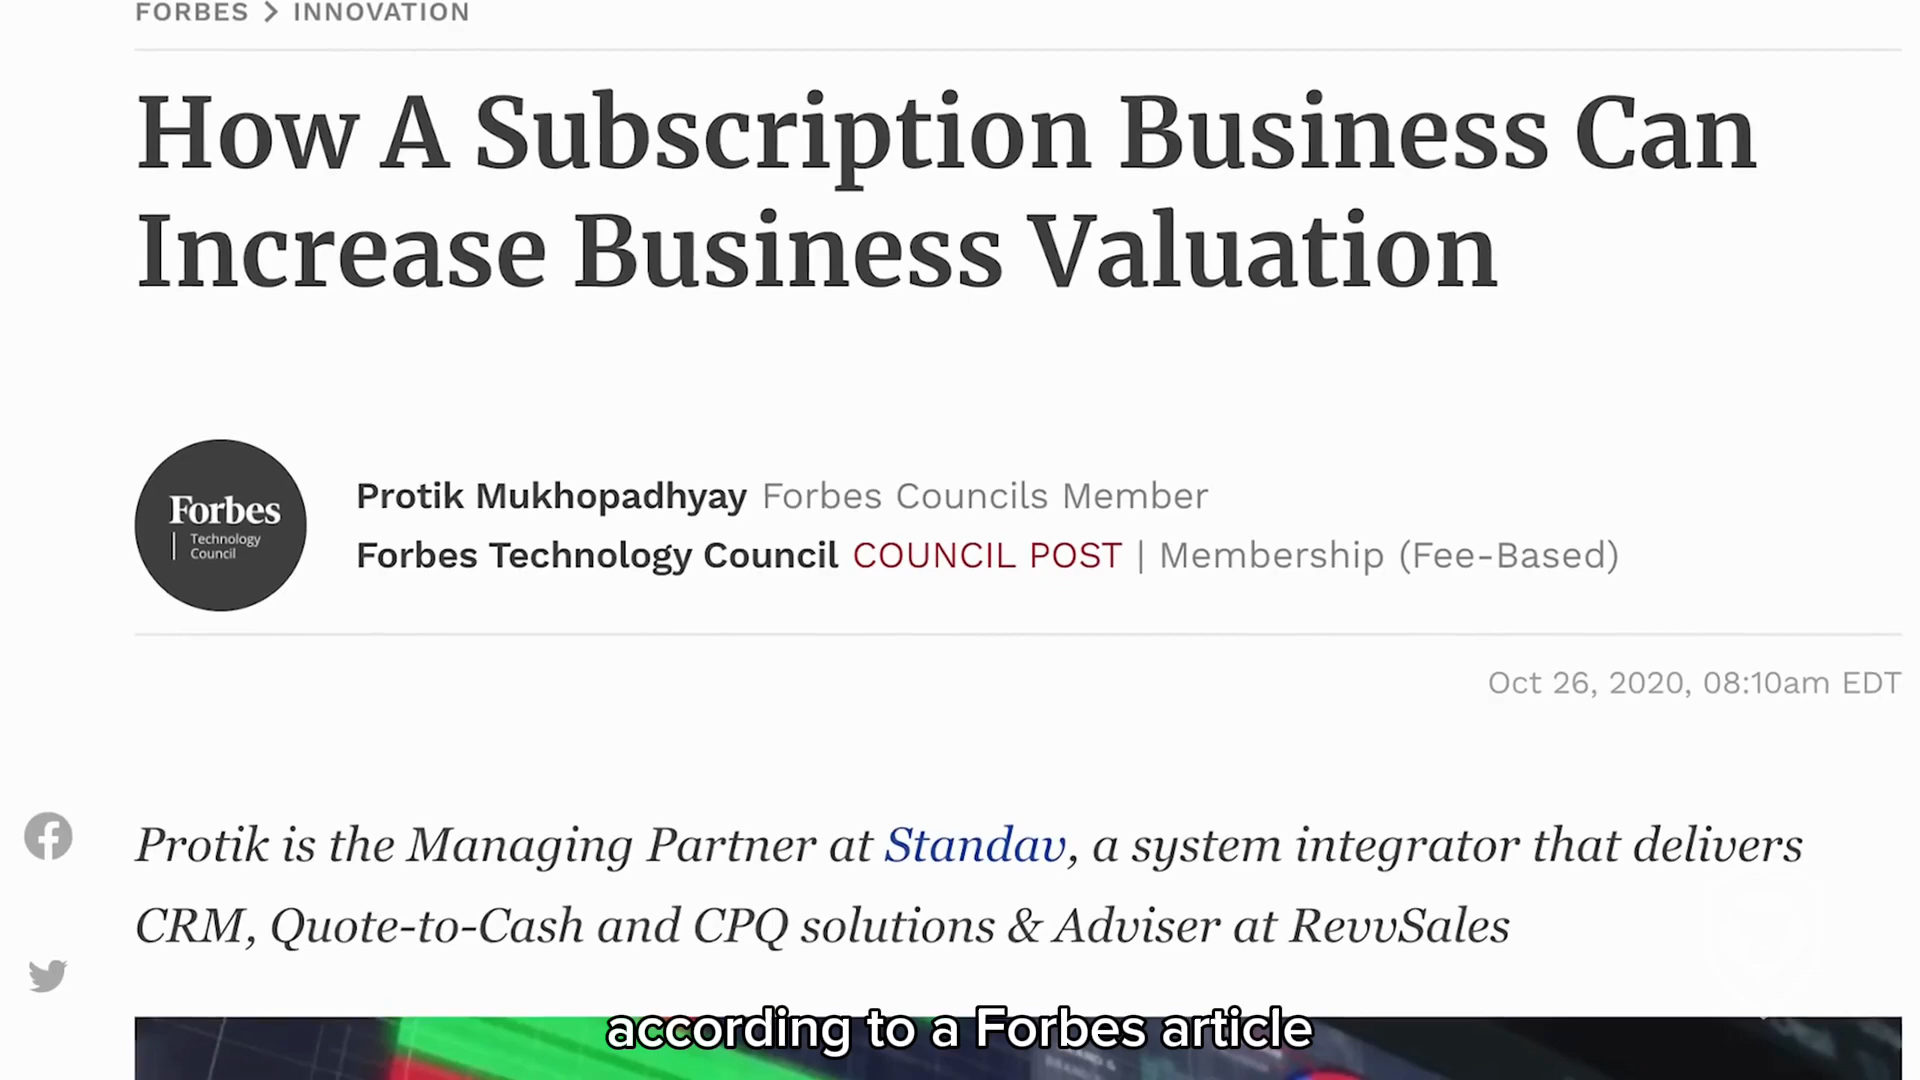 FORBES > INNOVATION
How A Subscription Business Can
Increase Business Valuation
Forbes
Technology
Council
Protik Mukhopadhyay Forbes Councils Member
Forbes Technology Council COUNCIL POST | Membership (Fee-Based)
Oct 26, 2020, 08:10am EDT
Protik is the Managing Partner at Standav, a system integrator that delivers
CRM, Quote-to-Cash and CPQ solutions & Adviser at RevvSales
according to a Forbes article